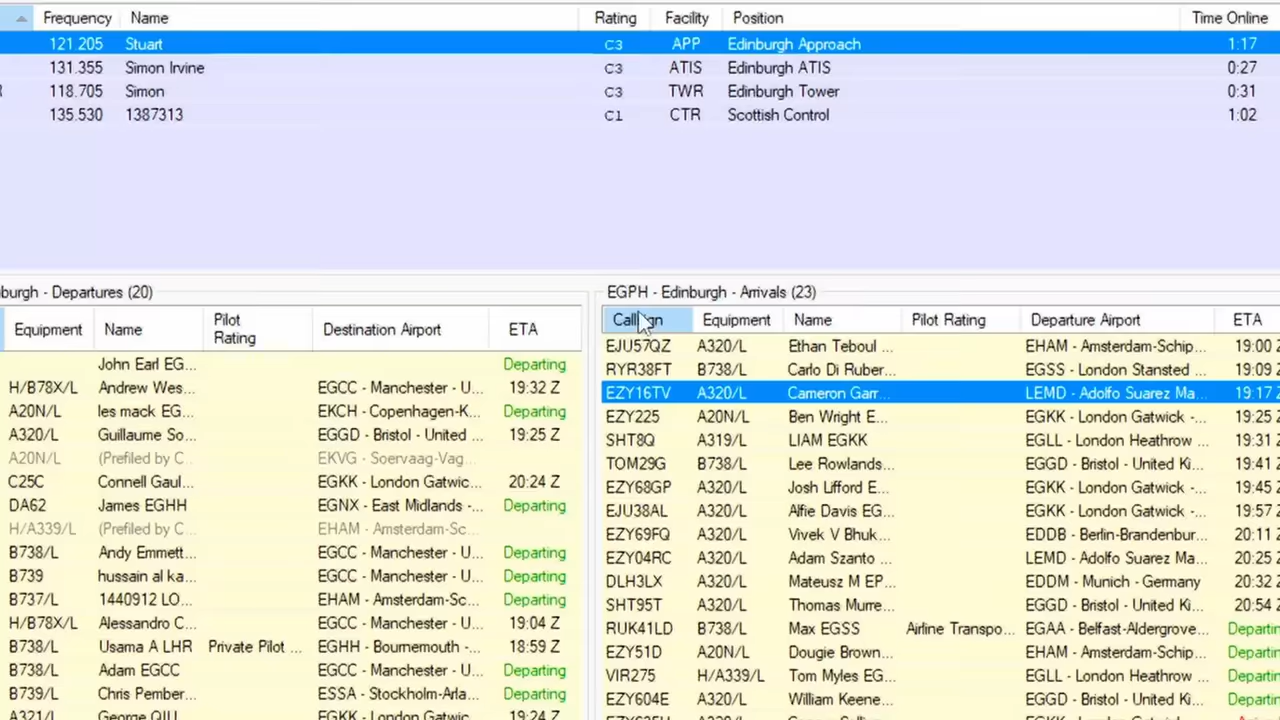 Frequency Name Rating Facility Position Time Online
121.205 Stuart C3 APP Edinburgh Approach 1:17
131.355 Simon Irvine C3 ATIS Edinburgh ATIS 0:27
118.705 Simon C3 TWR Edinburgh Tower 0:31
135.530 1387313 C1 CTR Scottish Control 1:02
burgh - Departures (20)
Equipment Name Pilot Rating Destination Airport ETA
John Earl EG... Departing
H/B78X/L Andrew Wes... EGCC - Manchester - U... 19:32 Z
A20N/L les mack EG... EKCH - Copenhagen-K... Departing
A320/L Guillaume So... EGGD - Bristol - United ... 19:25 Z
A20N/L (Prefiled by C... EKVG - Soervaag-Vag...
C25C Connell Gaul... EGKK - London Gatwic... 20:24 Z
DA62 James EGHH EGNX - East Midlands -... Departing
H/A339/L (Prefiled by C... EHAM - Amsterdam-Sc...
B738/L Andy Emmett... EGCC - Manchester - U... Departing
B739 hussain al ka... EGCC - Manchester - U... Departing
B737/L 1440912 LO... EHAM - Amsterdam-Sc... Departing
H/B78X/L Alessandro C... EGCC - Manchester - U... 19:04 Z
B738/L Usama A LHR Private Pilot ... EGHH - Bournemouth -... 18:59 Z
B738/L Adam EGCC EGCC - Manchester - U... Departing
B739/L Chris Pember... ESSA - Stockholm-Arla... Departing
A321/L George QIU EGKK - London Gatwic... 19:24 Z
EGPH - Edinburgh - Arrivals (23)
Equipment Name Pilot Rating Departure Airport ETA
EJU57QZ A320/L Ethan Teboul ... EHAM - Amsterdam-Schip... 19:00 Z
RYR38FT B738/L Carlo Di Ruber... EGSS - London Stansted ... 19:09 Z
EZY16TV A320/L Cameron Garr... LEMD - Adolfo Suarez Ma... 19:17 Z
EZY225 A20N/L Ben Wright E... EGKK - London Gatwick -... 19:25 Z
SHT8Q A319/L LIAM EGKK EGLL - London Heathrow ... 19:31 Z
TOM29G B738/L Lee Rowlands... EGGD - Bristol - United Ki... 19:41 Z
EZY68GP A320/L Josh Lifford E... EGKK - London Gatwick -... 19:45 Z
EJU38AL A320/L Alfie Davis EG... EGKK - London Gatwick -... 19:57 Z
EZY69FQ A320/L Vivek V Bhuk... EDDB - Berlin-Brandenbur... 20:11 Z
EZY04RC A320/L Adam Szanto ... LEMD - Adolfo Suarez Ma... 20:25 Z
DLH3LX A320/L Mateusz M EP... EDDM - Munich - Germany 20:32 Z
SHT95T A320/L Thomas Murre... EGGD - Bristol - United Ki... 20:54 Z
RUK41LD B738/L Max EGSS Airline Transpo... EGAA - Belfast-Aldergrove... Departin
EZY51D A20N/L Dougie Brown... EHAM - Amsterdam-Schip... Departin
VIR275 H/A339/L Tom Myles EG... EGLL - London Heathrow ... Departin
EZY604E A320/L William Keene... EGGD - Bristol - United Ki... Departin